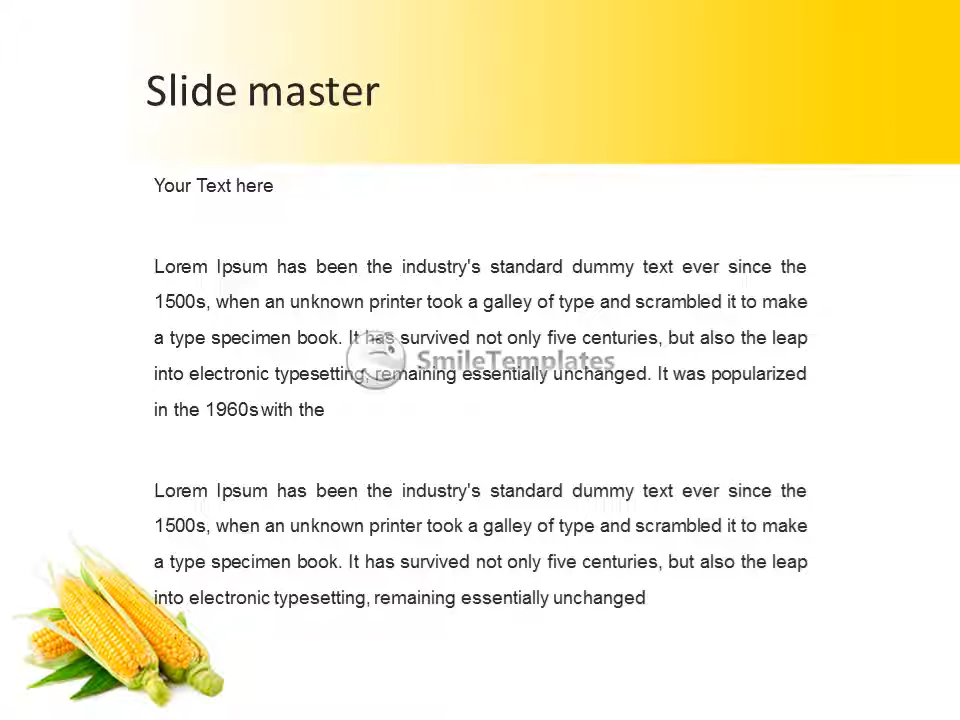 Slide master
Your Text here
Lorem Ipsum has been the industry's standard dummy text ever since the
1500s, when an unknown printer took a galley of type and scrambled it to make
a type specimen book. It has survived not only five centuries, but also the leap
into electronic typesetting, remaining essentially unchanged. It was popularized
in the 1960s with the
SmileTemplates
Lorem Ipsum has been the industry's standard dummy text ever since the
1500s, when an unknown printer took a galley of type and scrambled it to make
a type specimen book. It has survived not only five centuries, but also the leap
into electronic typesetting, remaining essentially unchanged